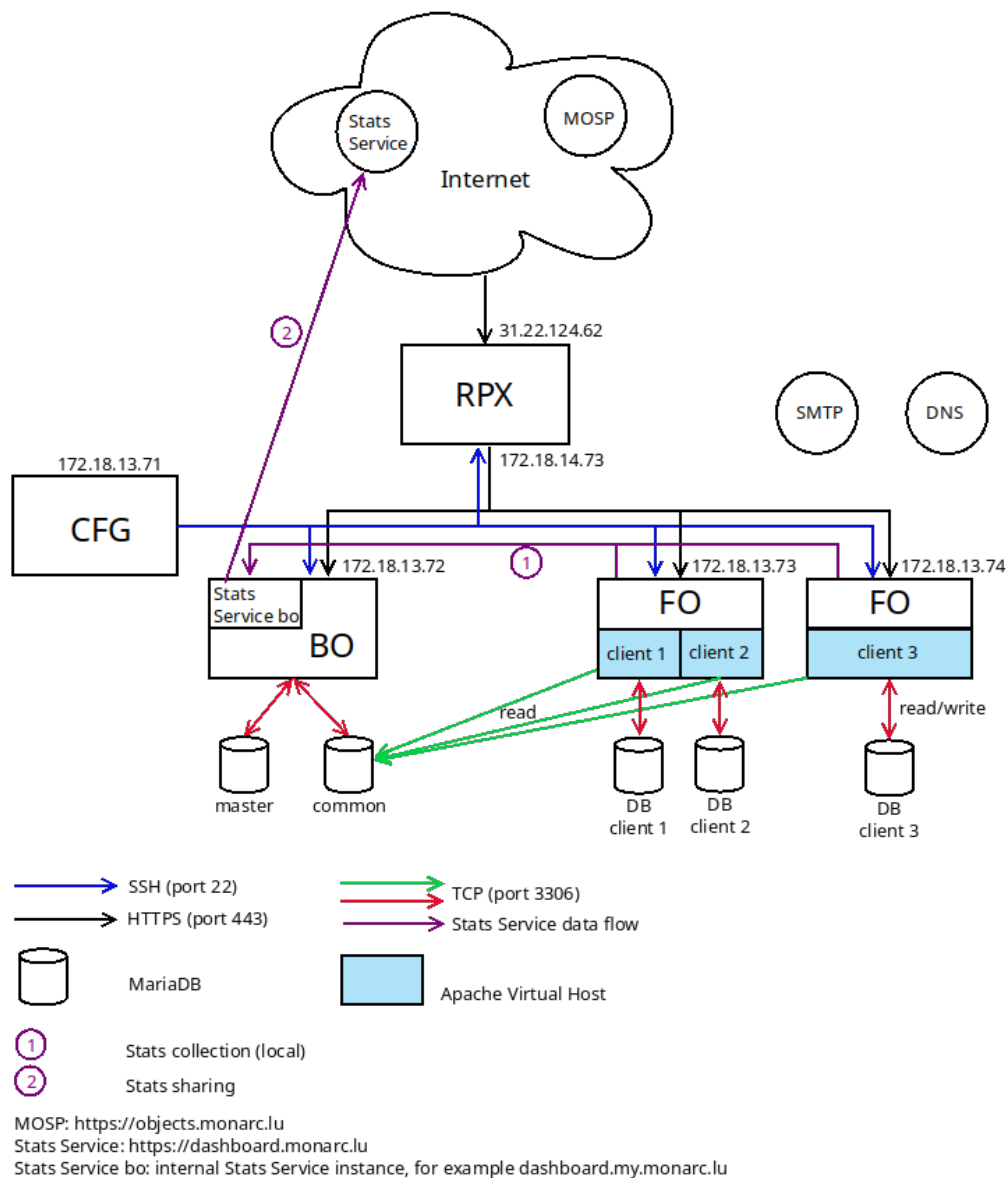 Stats
Service
MOSP
Internet
2
31.22.124.62
RPX
SMTP
DNS
172.18.13.71
172.18.14.73
CFG
1
172.18.13.72
172.18.13.73
172.18.13.74
Stats
Service bo
BO
FO
FO
client 1
client 2
client 3
read
read/write
master
common
DB
client 1
DB
client 2
DB
client 3
SSH (port 22)
TCP (port 3306)
HTTPS (port 443)
Stats Service data flow
MariaDB
Apache Virtual Host
1
Stats collection (local)
2
Stats sharing
MOSP: https://objects.monarc.lu
Stats Service: https://dashboard.monarc.lu
Stats Service bo: internal Stats Service instance, for example dashboard.my.monarc.lu